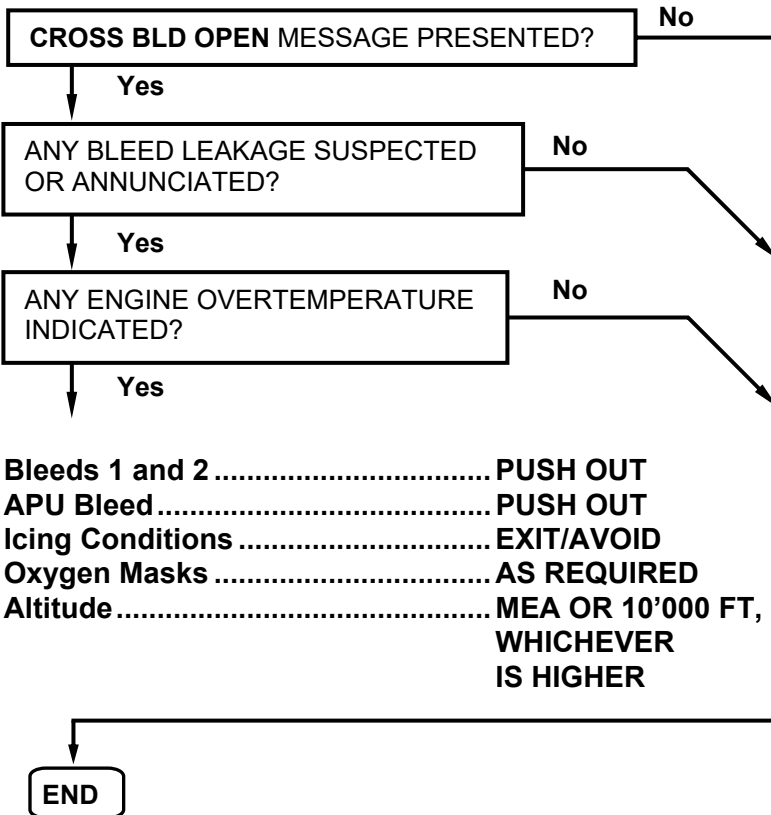 No
CROSS BLD OPEN MESSAGE PRESENTED?
Yes
ANY BLEED LEAKAGE SUSPECTED
OR ANNUNCIATED?
No
Yes
ANY ENGINE OVERTEMPERATURE
INDICATED?
No
Yes
Bleeds 1 and 2..................................PUSH OUT
APU Bleed.........................................PUSH OUT
Icing Conditions ...............................EXIT/AVOID
Oxygen Masks ..................................AS REQUIRED
Altitude..............................................MEA OR 10'000 FT,
WHICHEVER
IS HIGHER
END